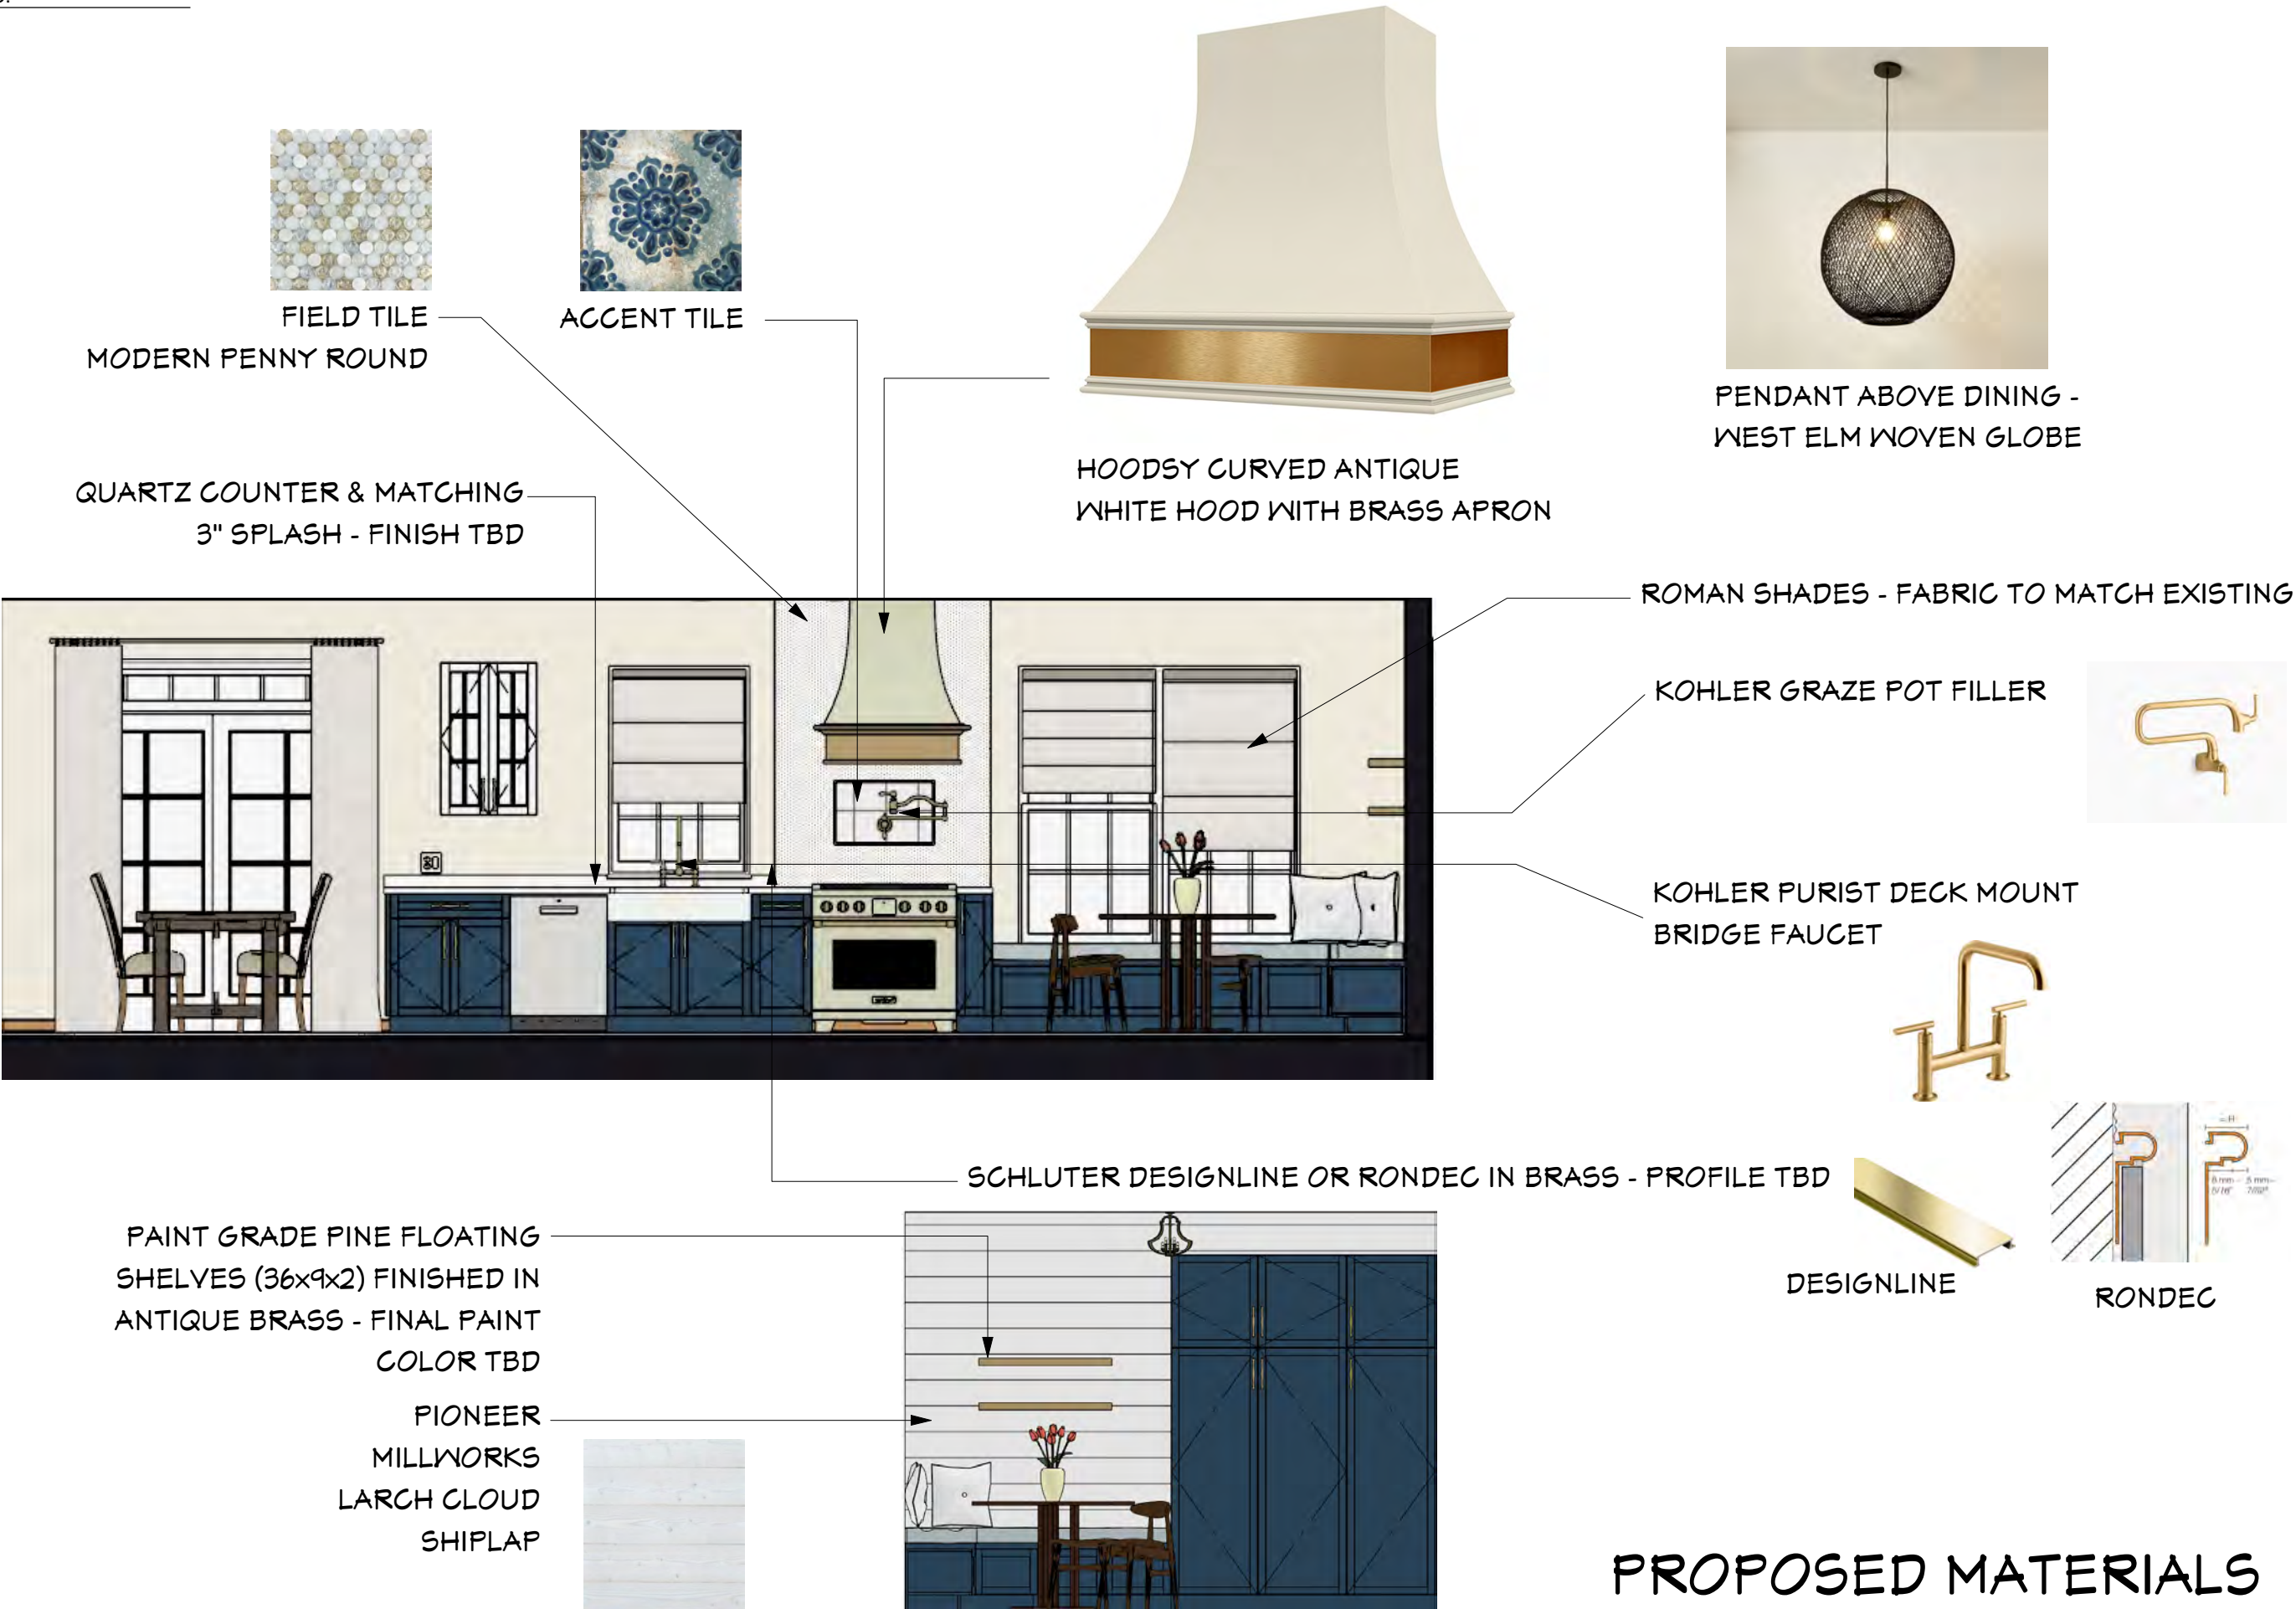 FIELD TILE
MODERN PENNY ROUND
ACCENT TILE
QUARTZ COUNTER & MATCHING
3" SPLASH - FINISH TBD
HOODSY CURVED ANTIQUE
WHITE HOOD WITH BRASS APRON
PENDANT ABOVE DINING -
WEST ELM WOVEN GLOBE
ROMAN SHADES - FABRIC TO MATCH EXISTING
KOHLER GRAZE POT FILLER
KOHLER PURIST DECK MOUNT
BRIDGE FAUCET
SCHLUTER DESIGNLINE OR RONDEC IN BRASS - PROFILE TBD
DESIGNLINE
RONDEC
PAINT GRADE PINE FLOATING
SHELVES (36x9x2) FINISHED IN
ANTIQUE BRASS - FINAL PAINT
COLOR TBD
PIONEER
MILLWORKS
LARCH CLOUD
SHIPLAP
PROPOSED MATERIALS